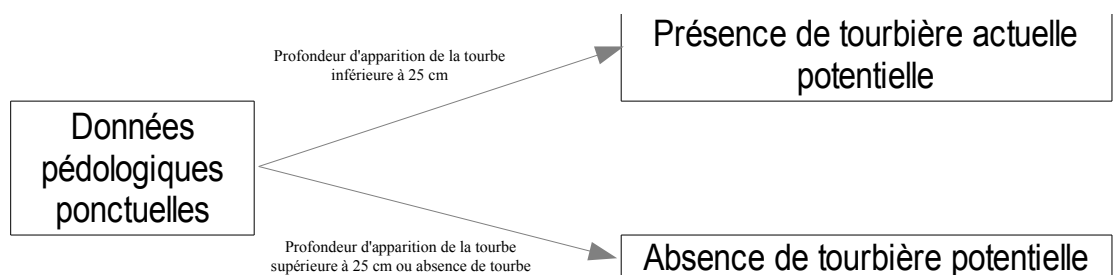 Données
pédologiques
ponctuelles
Profondeur d'apparition de la tourbe
inférieure à 25 cm
Présence de tourbière actuelle
potentielle
Profondeur d'apparition de la tourbe
supérieure à 25 cm ou absence de tourbe
Absence de tourbière potentielle